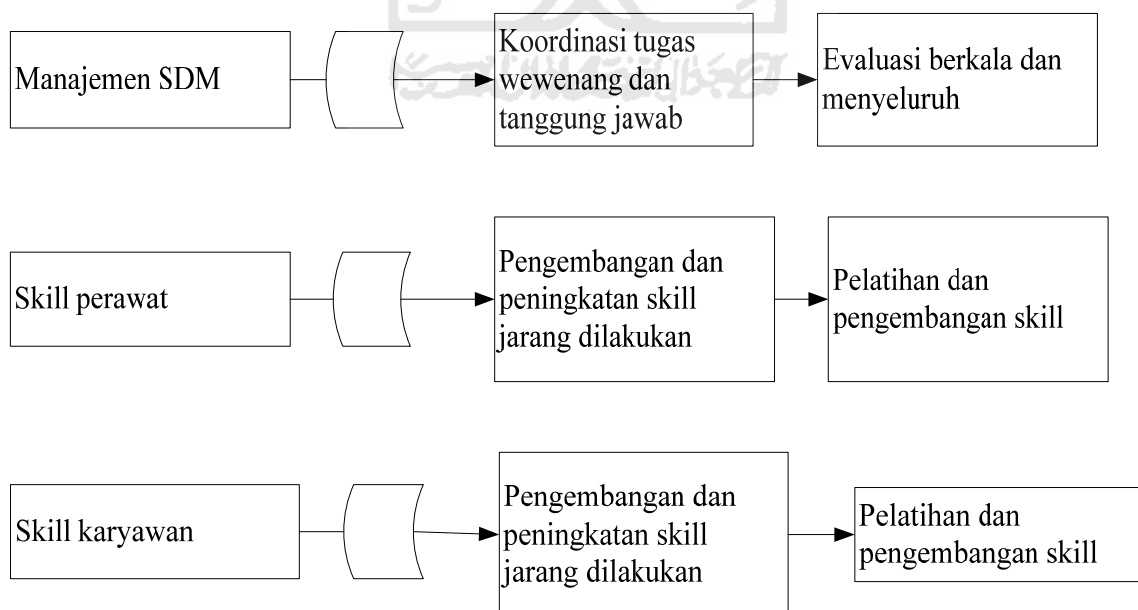 Manajemen SDM
Koordinasi tugas
wewenang dan
tanggung jawab
Evaluasi berkala dan
menyeluruh
Skill perawat
Pengembangan dan
peningkatan skill
jarang dilakukan
Pelatihan dan
pengembangan skill
Skill karyawan
Pengembangan dan
peningkatan skill
jarang dilakukan
Pelatihan dan
pengembangan skill